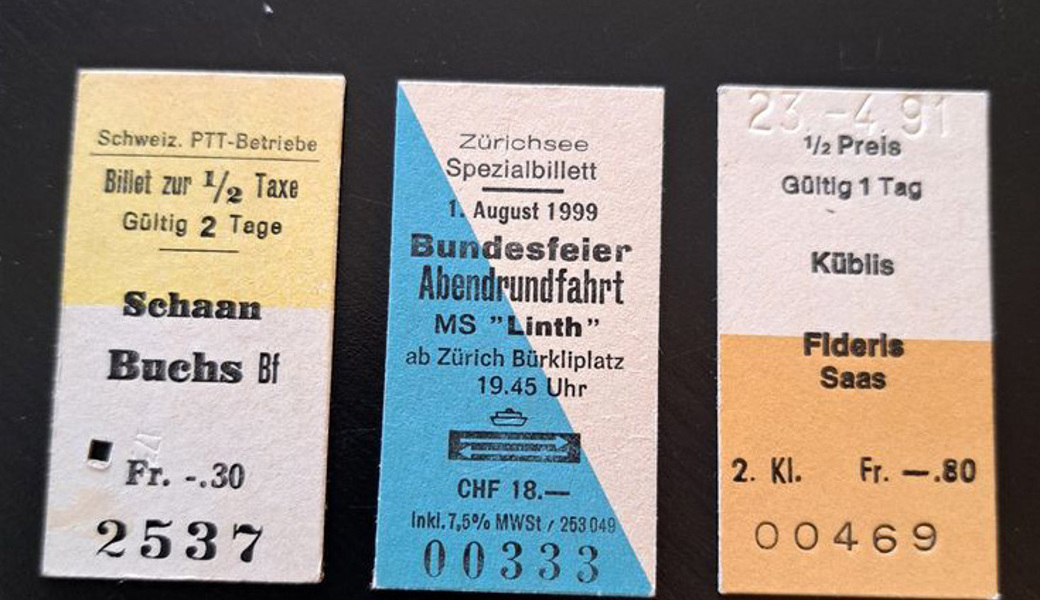 Schweiz. PTT-Betriebe
Billet zur 1/2 Taxe
Gültig 2 Tage
Schaan
Buchs Bf
Fr. -.30
2537
Zürichsee
Spezialbillett
1. August 1999
Bundesfeier
Abendrundfahrt
MS "Linth"
ab Zürich Bürkliplatz
19.45 Uhr
CHF 18.—
Inkl. 7,5% MWSt / 253 049
00333
23.-4.91
1/2 Preis
Gültig 1 Tag
Küblis
Fideris
Saas
2. Kl. Fr. —.80
00469